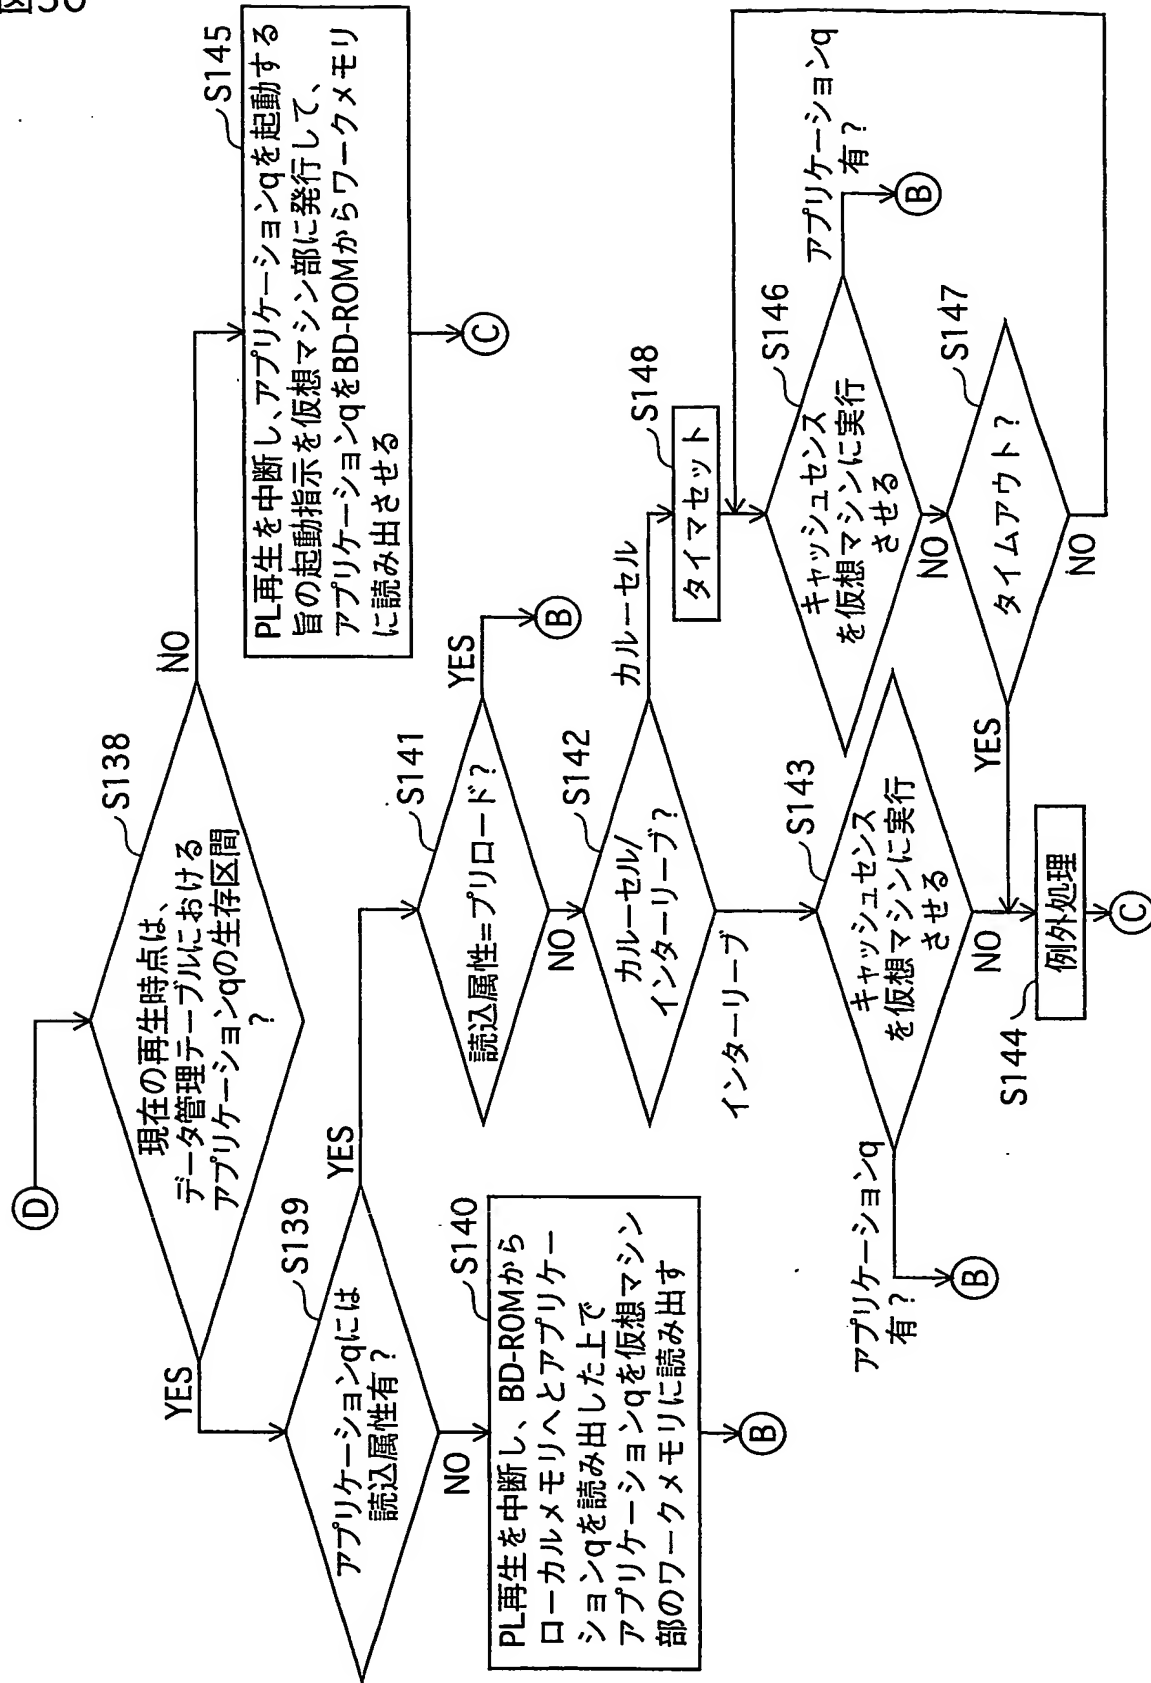 図50
D
現在の再生時点は、
データ管理テーブルにおける
アプリケーションqの生存区間
?
S138
YES
NO
PL再生を中断し、アプリケーションqを起動する
旨の起動指示を仮想マシン部に発行して、
アプリケーションqをBD-ROMからワークメモリ
に読み出させる
S145
C
アプリケーションqには
読込属性有?
S139
YES
NO
PL再生を中断し、BD-ROMから
ローカルメモリへとアプリケー
ションqを読み出した上で
アプリケーションqを仮想マシン
部のワークメモリに読み出す
S140
B
読込属性=プリロード?
S141
YES
B
NO
カルーセル/
インターリーブ?
S142
カルーセル
インターリーブ
タイマセット
S148
キャッシュセンス
を仮想マシンに実行
させる
S146
アプリケーションq
有?
B
NO
タイムアウト?
S147
YES
NO
キャッシュセンス
を仮想マシンに実行
させる
S143
アプリケーションq
有?
B
NO
例外処理
S144
C